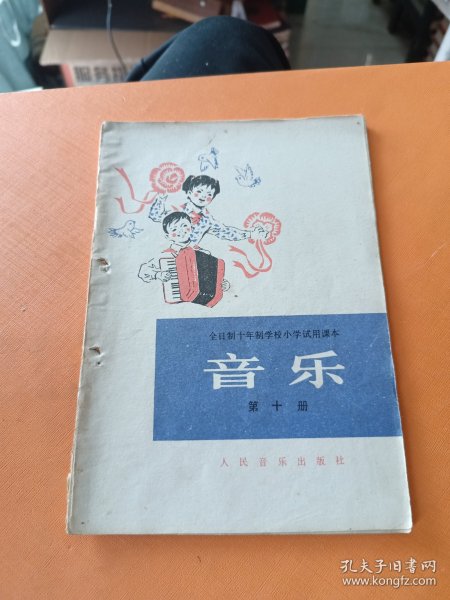 全日制十年制学校小学试用课本
音乐
第十册
人民音乐出版社
孔夫子旧书网
www.kongfz.com